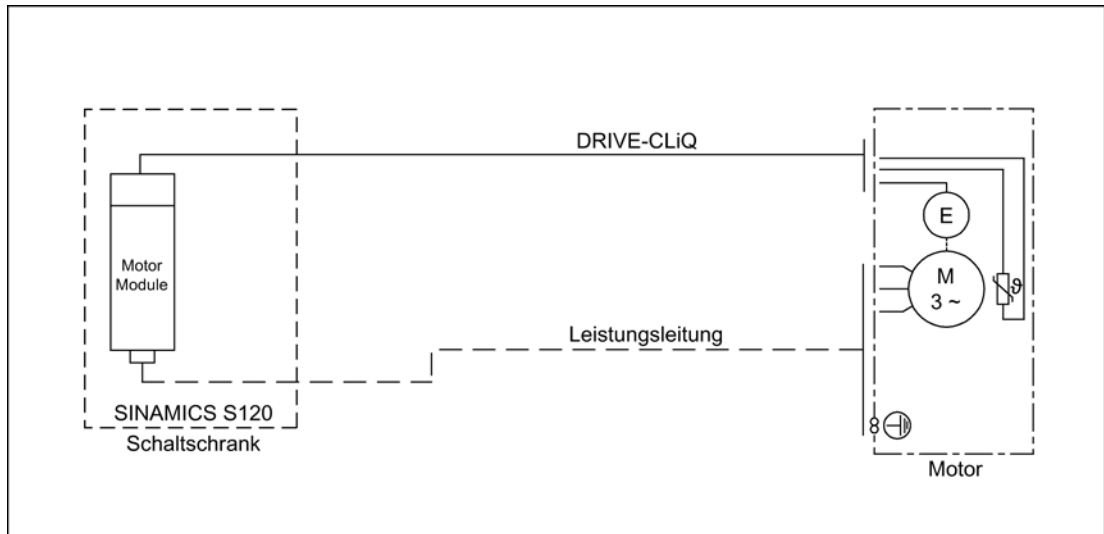 DRIVE-CLiQ
E
Motor
Module
M
3 ~
ϑ
Leistungsleitung
SINAMICS S120
Schaltschrank
Motor